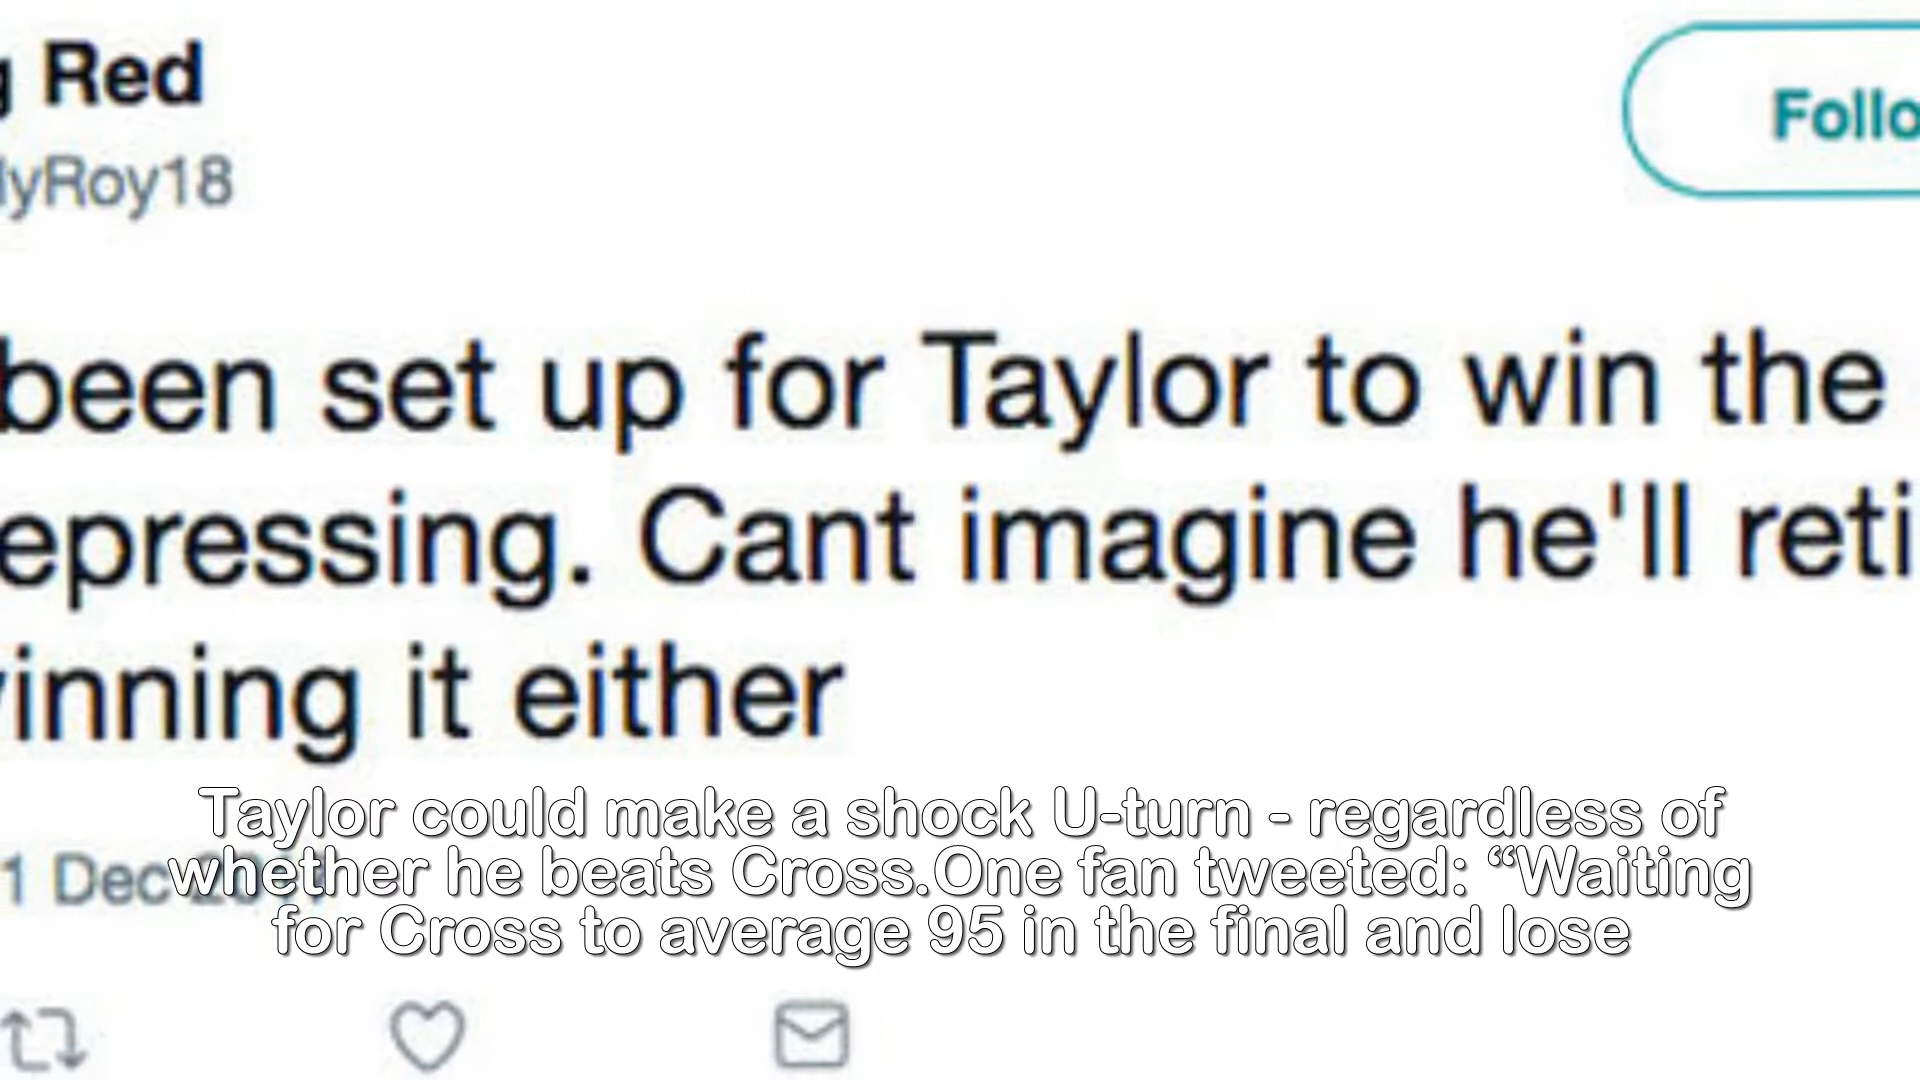 g Red
Follo
lyRoy18
been set up for Taylor to win the
epressing. Cant imagine he'll reti
inning it either
Taylor could make a shock U-turn - regardless of
1 Dec
whether he beats Cross.One fan tweeted: “Waiting
for Cross to average 95 in the final and lose